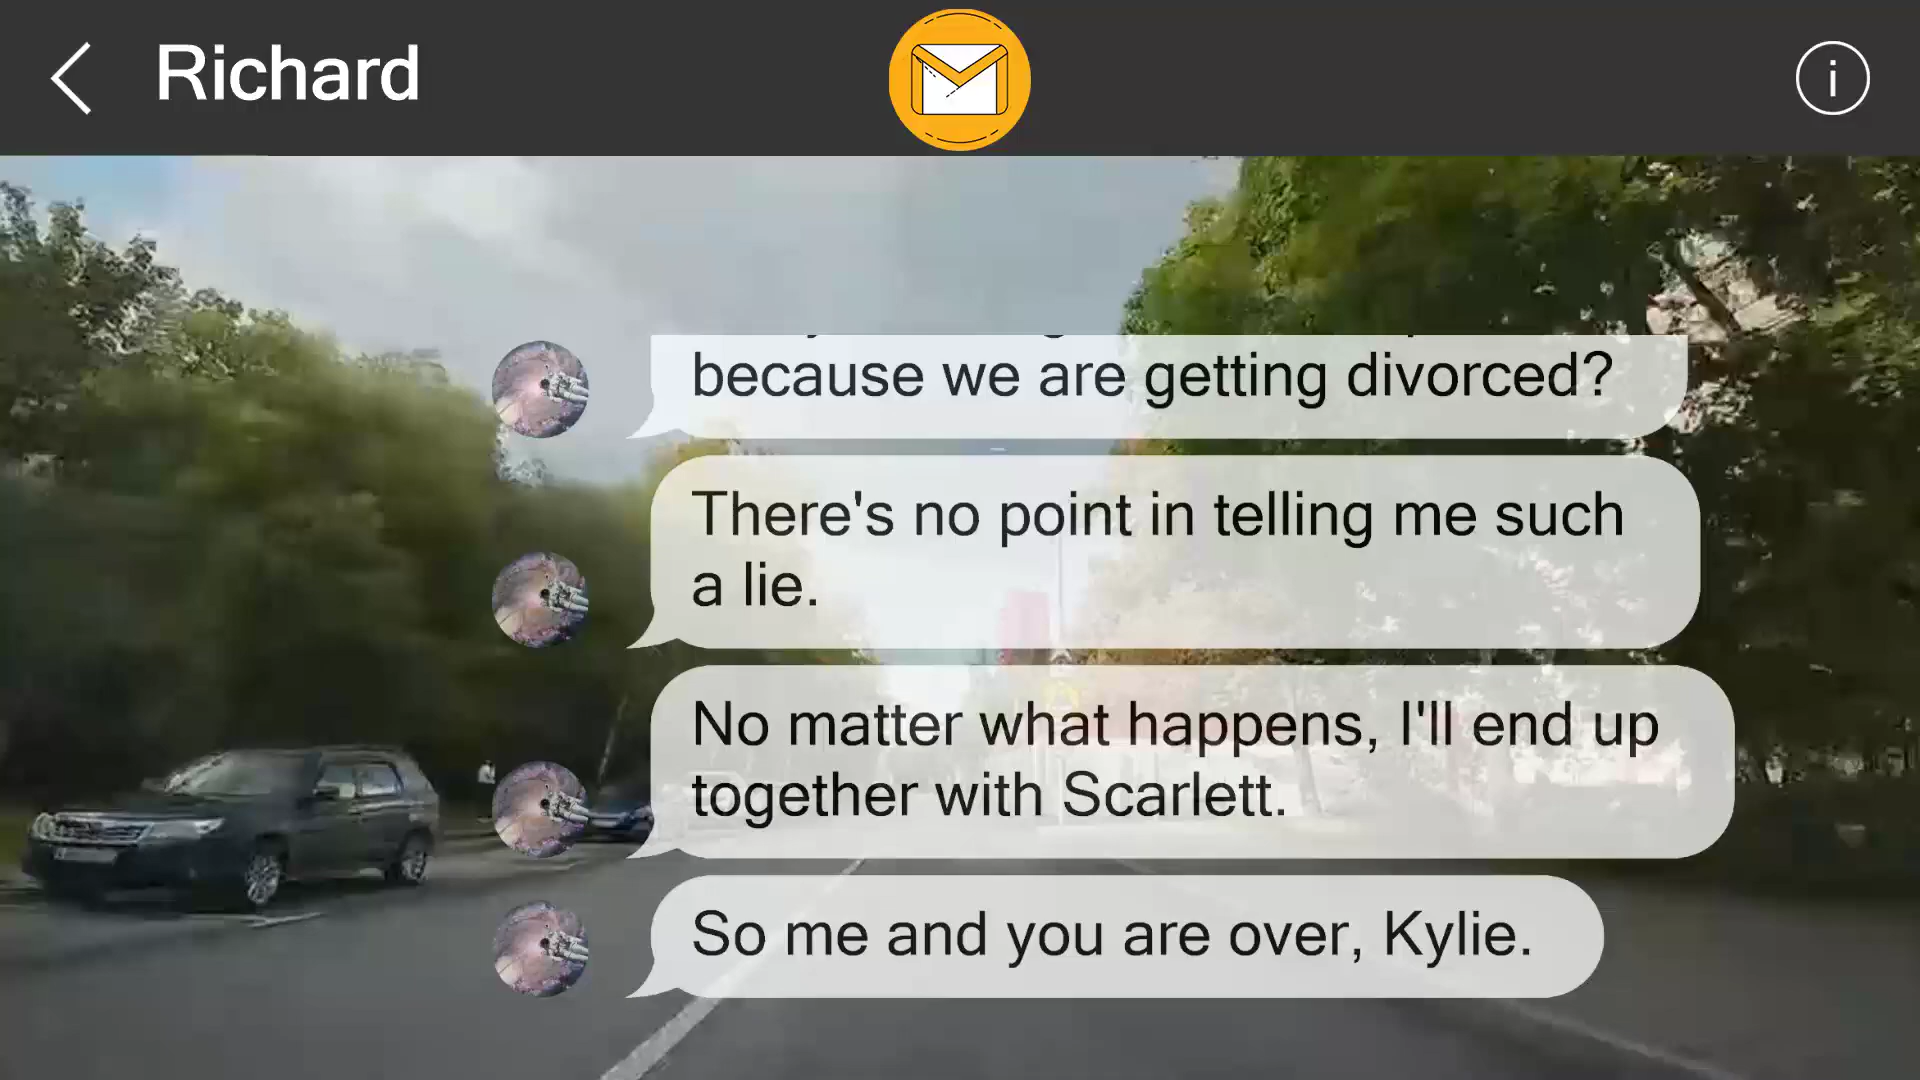 Richard
because we are getting divorced?
There's no point in telling me such
a lie.
No matter what happens, I'll end up
together with Scarlett.
So me and you are over, Kylie.